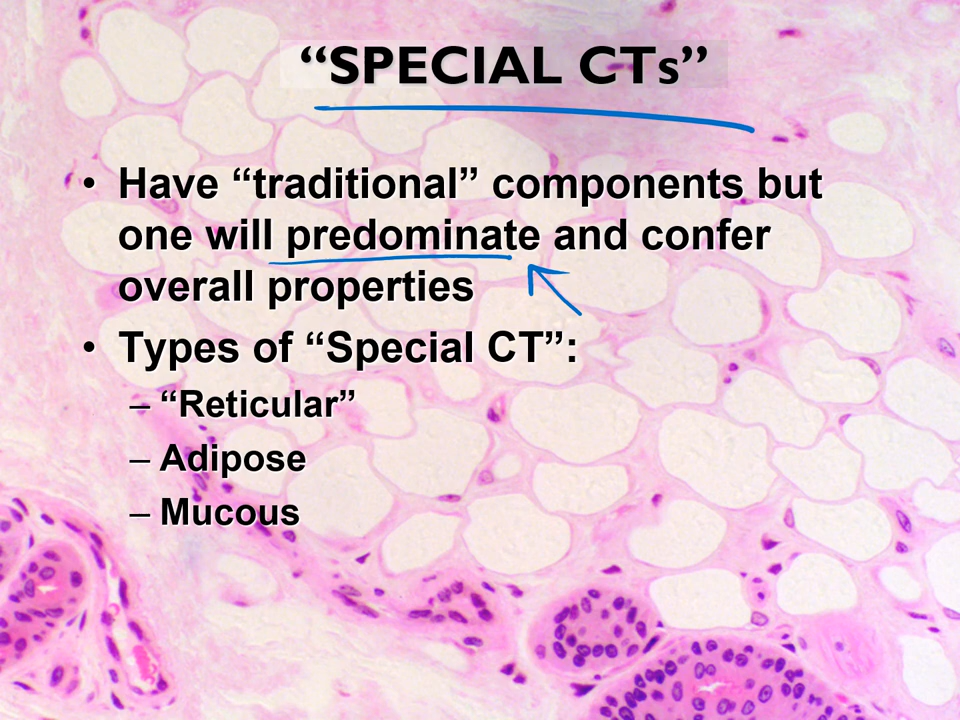 “SPECIAL CTs”
• Have “traditional” components but
one will predominate and confer
overall properties
• Types of “Special CT”:
– “Reticular”
– Adipose
– Mucous